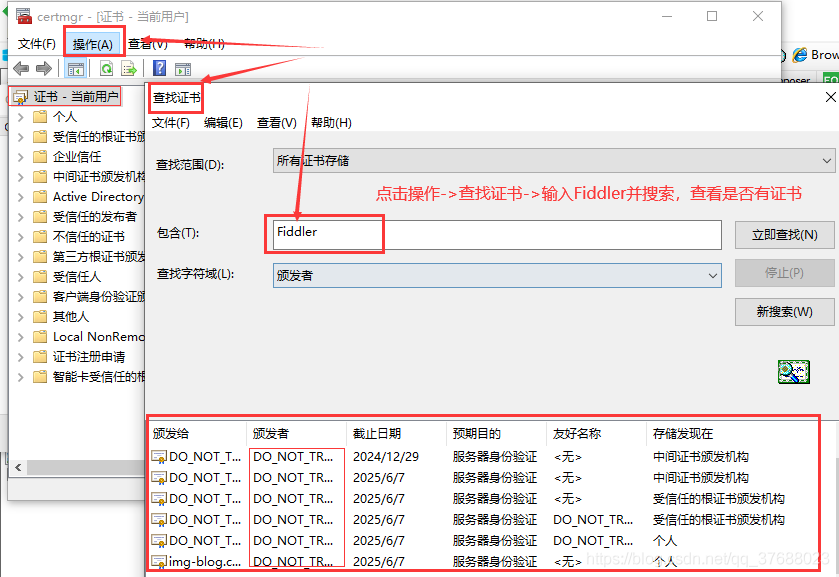 certmgr - [证书 - 当前用户]
文件(F) 操作(A) 查看(V) 帮助(H)
Brow
poser
证书 - 当前用户
个人
受信任的根证书颁
企业信任
中间证书颁发机构
Active Directory
受信任的发布者
不信任的证书
第三方根证书颁发
受信任人
客户端身份验证颁
其他人
Local NonRemo
证书注册申请
智能卡受信任的根
查找证书
文件(F) 编辑(E) 查看(V) 帮助(H)
查找范围(D): 所有证书存储
点击操作->查找证书->输入Fiddler并搜索，查看是否有证书
包含(T): Fiddler 立即查找(N)
查找字符域(L): 颁发者 停止(P)
新搜索(W)
颁发给 颁发者 截止日期 预期目的 友好名称 存储发现在
DO_NOT_T... DO_NOT_TR... 2024/12/29 服务器身份验证 <无> 中间证书颁发机构
DO_NOT_T... DO_NOT_TR... 2025/6/7 服务器身份验证 <无> 中间证书颁发机构
DO_NOT_T... DO_NOT_TR... 2025/6/7 服务器身份验证 <无> 受信任的根证书颁发机构
DO_NOT_T... DO_NOT_TR... 2025/6/7 服务器身份验证 DO_NOT_TR... 受信任的根证书颁发机构
DO_NOT_T... DO_NOT_TR... 2025/6/7 服务器身份验证 DO_NOT_TR... 个人
img-blog.c... DO_NOT_TR... 2025/6/7 服务器身份验证 <无> 个人
https://blog.csdn.net/qq_37688023